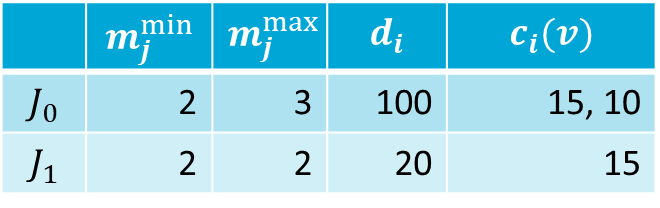 m_j^min m_j^max d_i c_i(v)
J_0 2 3 100 15, 10
J_1 2 2 20 15